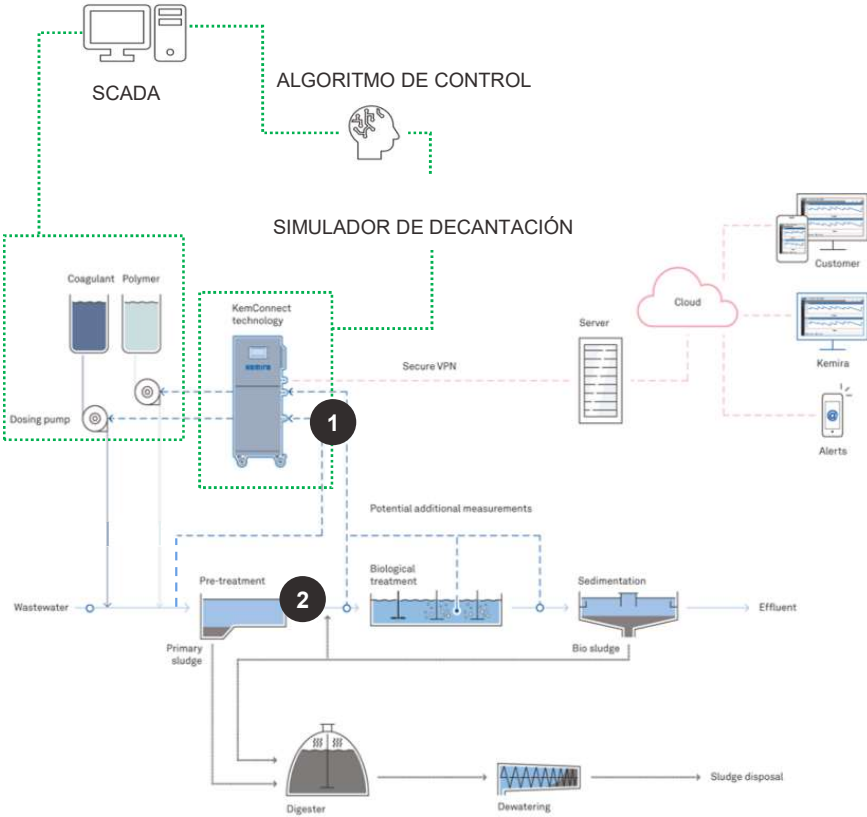 SCADA
ALGORITMO DE CONTROL
SIMULADOR DE DECANTACIÓN
Customer
Coagulant
Polymer
KemConnect
technology
kemira
Secure VPN
Server
Cloud
Kemira
@
Alerts
Dosing pump
1
Potential additional measurements
Wastewater
Pre-treatment
2
Biological
treatment
Sedimentation
Effluent
Primary
sludge
Bio sludge
Digester
Dewatering
Sludge disposal